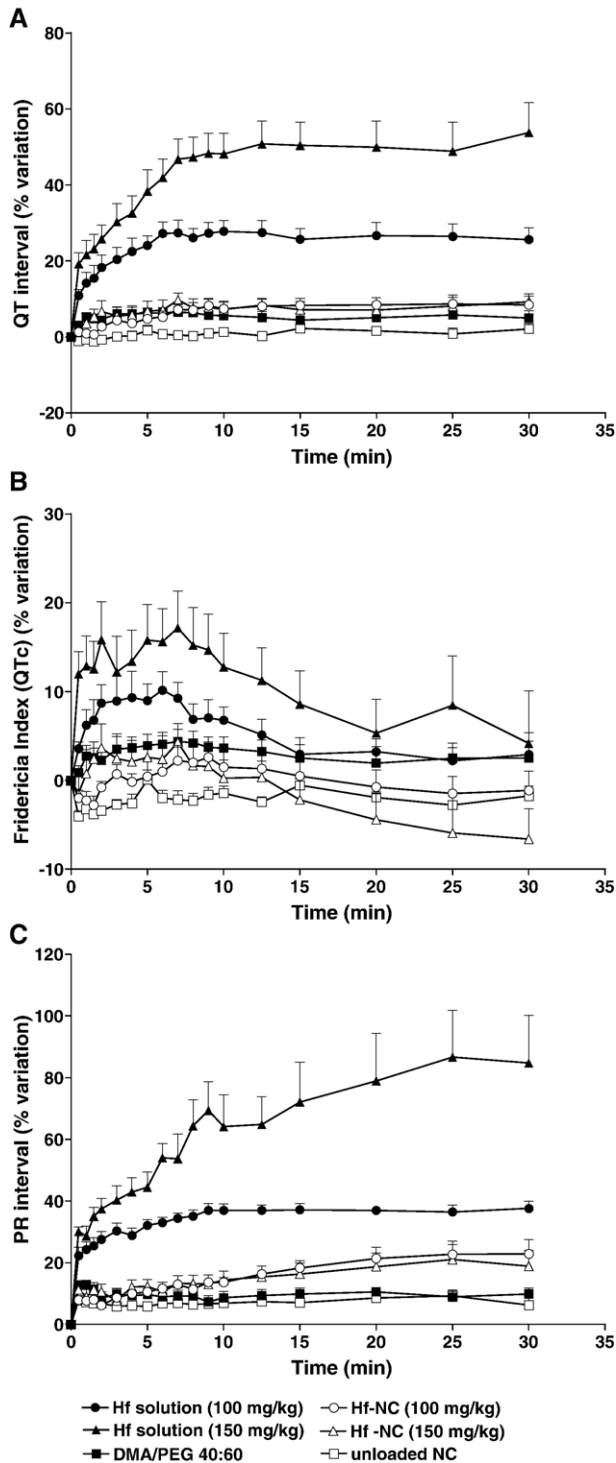 A
QT interval (% variation)
80
60
40
20
0
-20
0 5 10 15 20 25 30 35
Time (min)
B
Fridericia Index (QTc) (% variation)
30
20
10
0
-10
0 5 10 15 20 25 30 35
Time (min)
C
PR interval (% variation)
120
100
80
60
40
20
0
0 5 10 15 20 25 30 35
Time (min)
Hf solution (100 mg/kg) Hf-NC (100 mg/kg)
Hf solution (150 mg/kg) Hf -NC (150 mg/kg)
DMA/PEG 40:60 unloaded NC